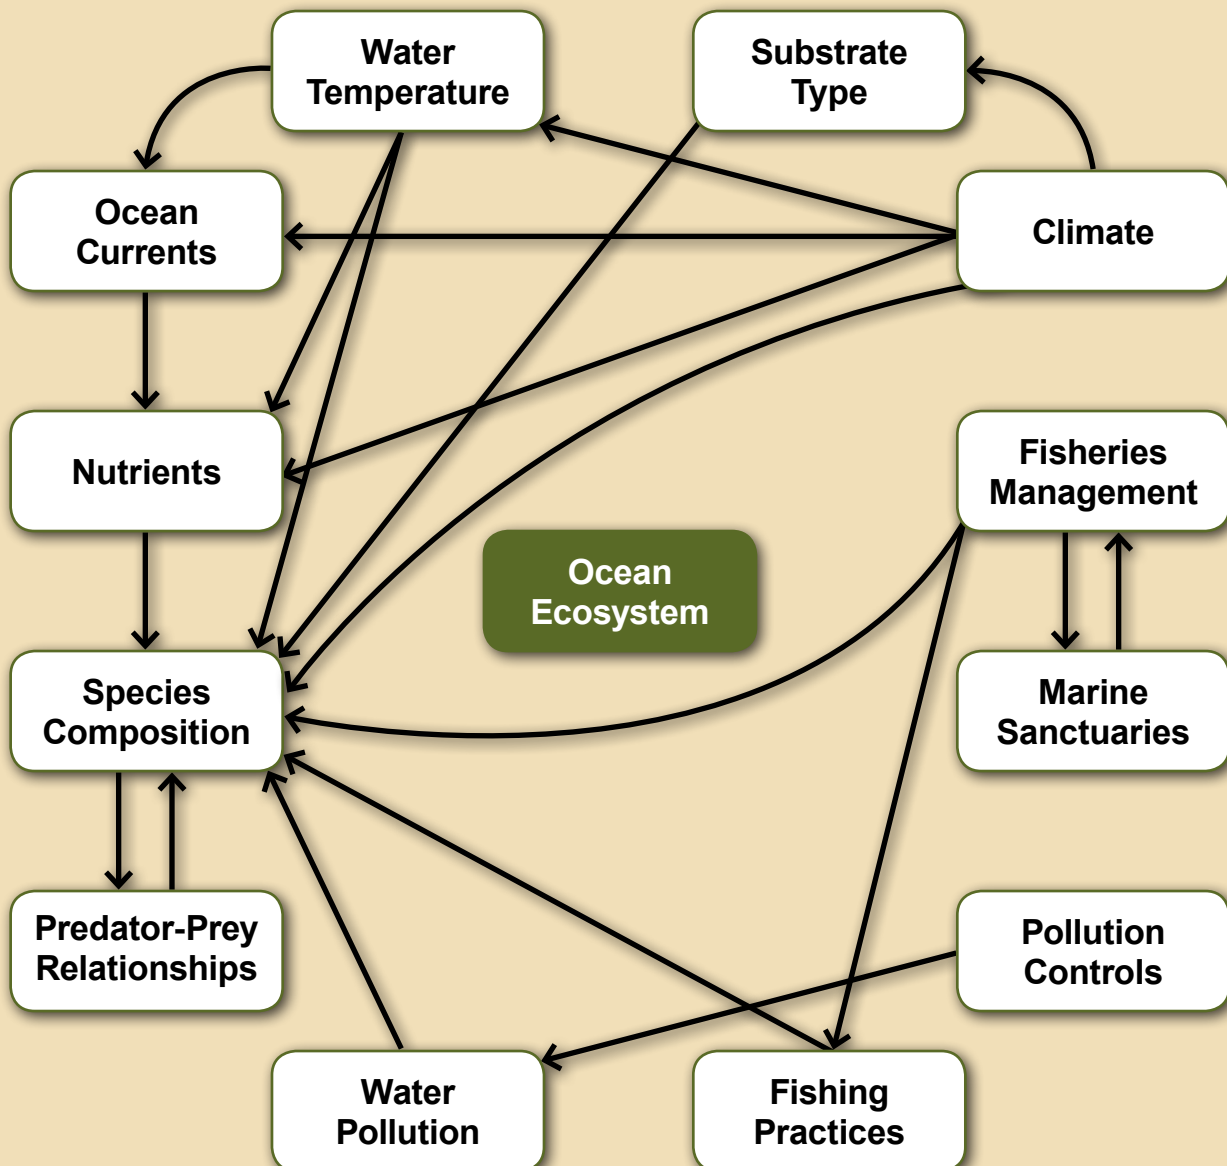 Water
Temperature
Substrate
Type
Ocean
Currents
Climate
Nutrients
Fisheries
Management
Ocean
Ecosystem
Species
Composition
Marine
Sanctuaries
Predator-Prey
Relationships
Pollution
Controls
Water
Pollution
Fishing
Practices